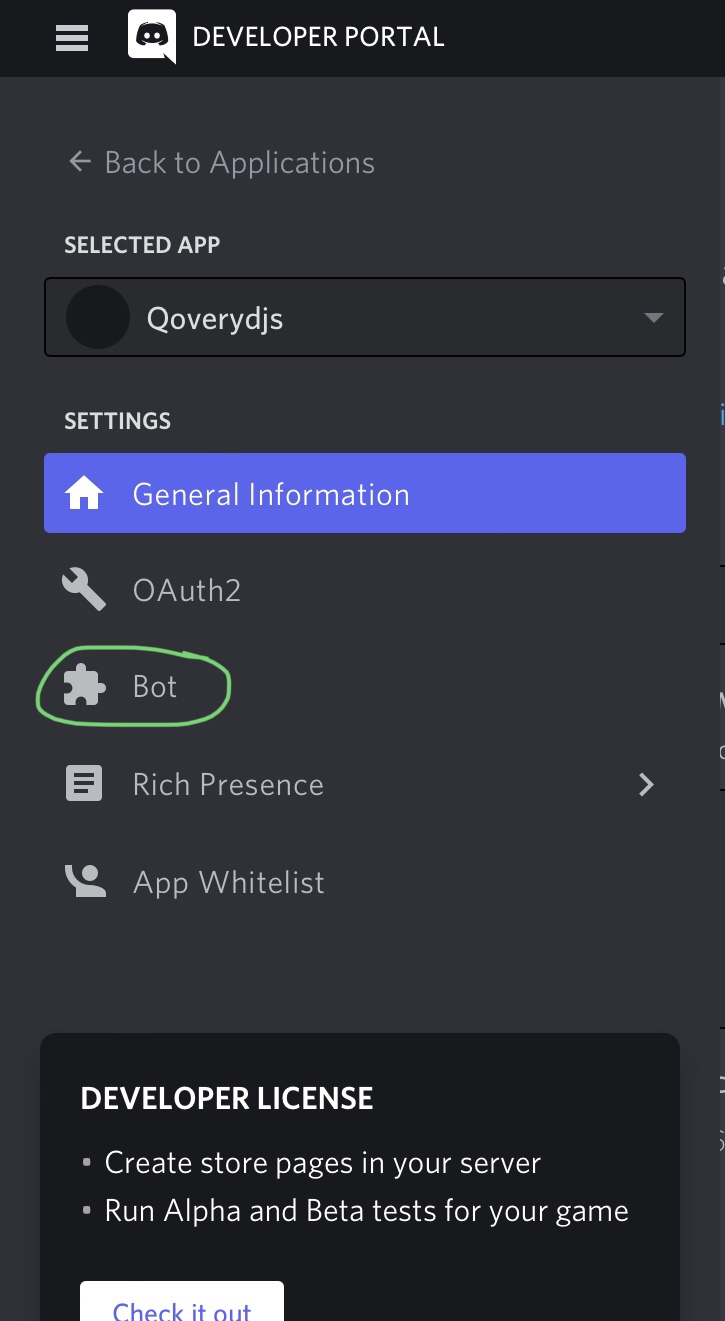 DEVELOPER PORTAL
← Back to Applications
SELECTED APP
Qoverydjs
SETTINGS
General Information
OAuth2
Bot
Rich Presence
App Whitelist
DEVELOPER LICENSE
▪ Create store pages in your server
▪ Run Alpha and Beta tests for your game
Check it out